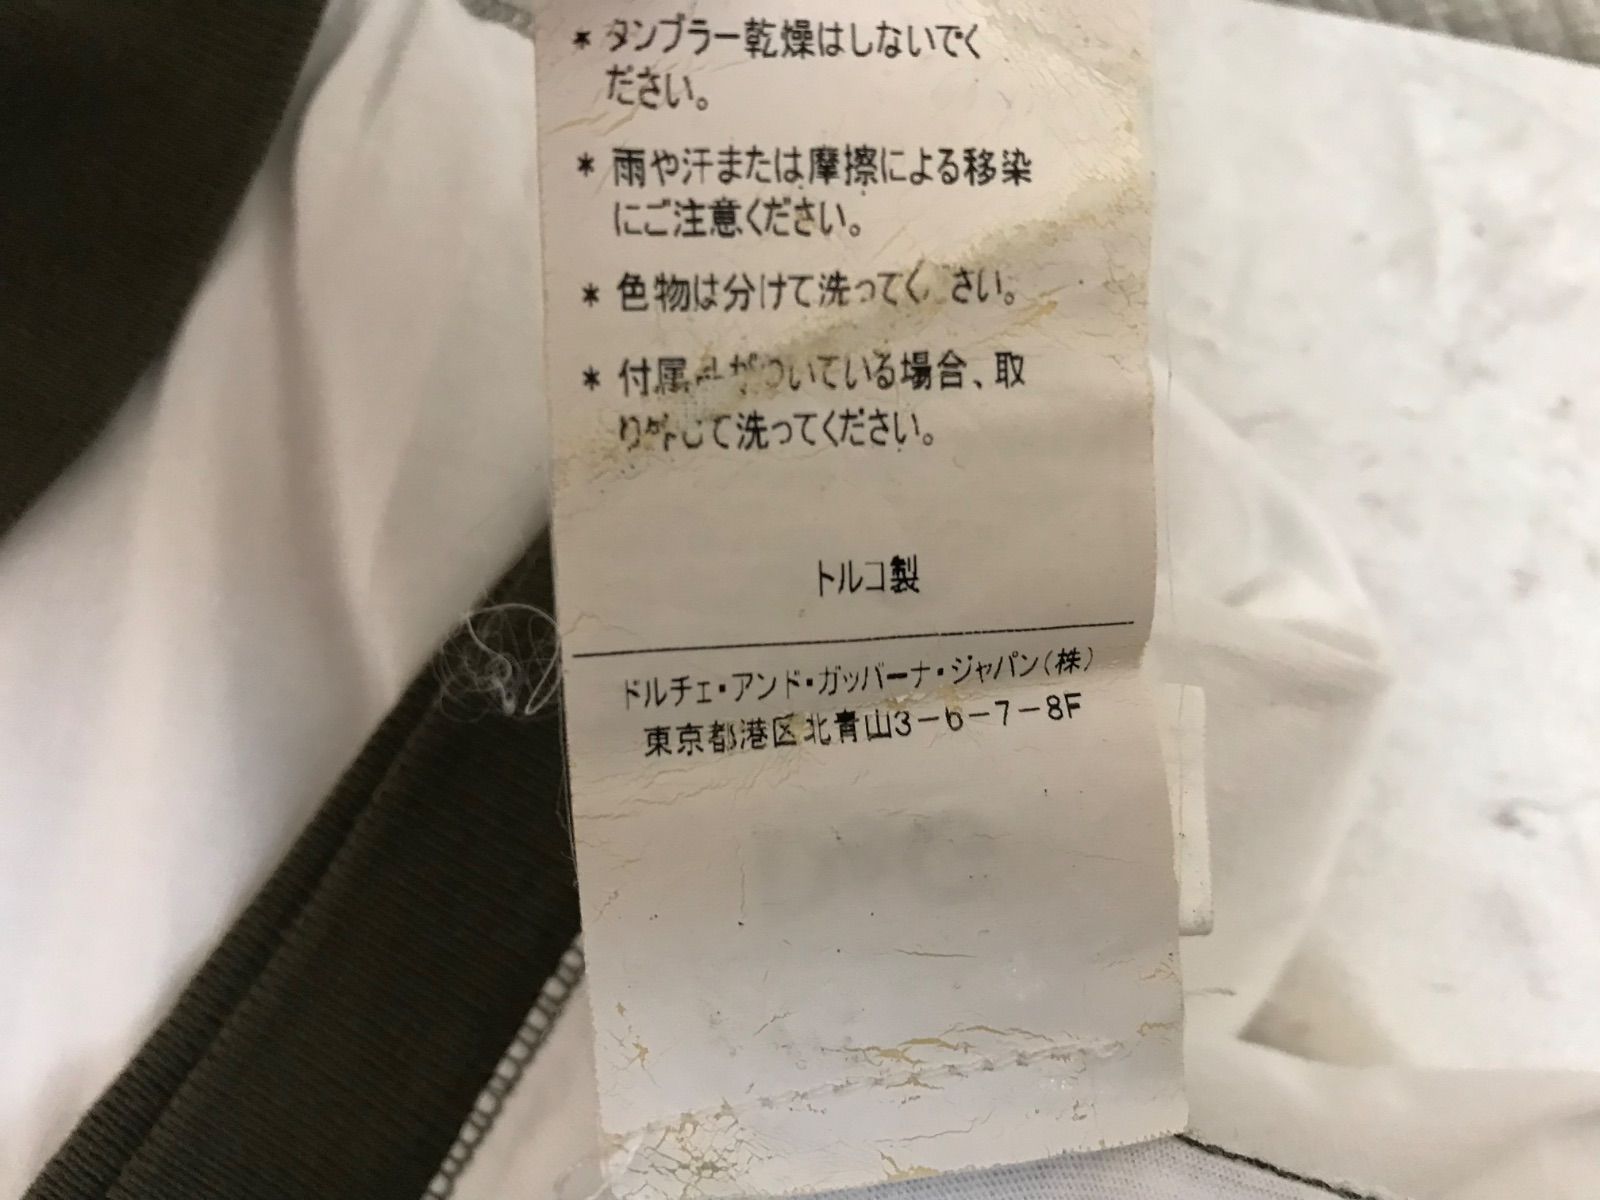 * タンブラー乾燥はしないでく
ださい。
* 雨や汗または摩擦による移染
にご注意ください。
* 色物は分けて洗ってください。
* 付属品がついている場合、取
り外して洗ってください。
トルコ製
ドルチェ・アンド・ガッバーナ・ジャパン(株)
東京都港区北青山3-6-7-8F